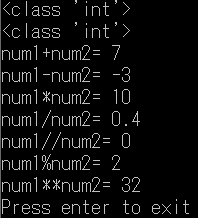 <class 'int'>
<class 'int'>
num1+num2= 7
num1-num2= -3
num1*num2= 10
num1/num2= 0.4
num1//num2= 0
num1%num2= 2
num1**num2= 32
Press enter to exit